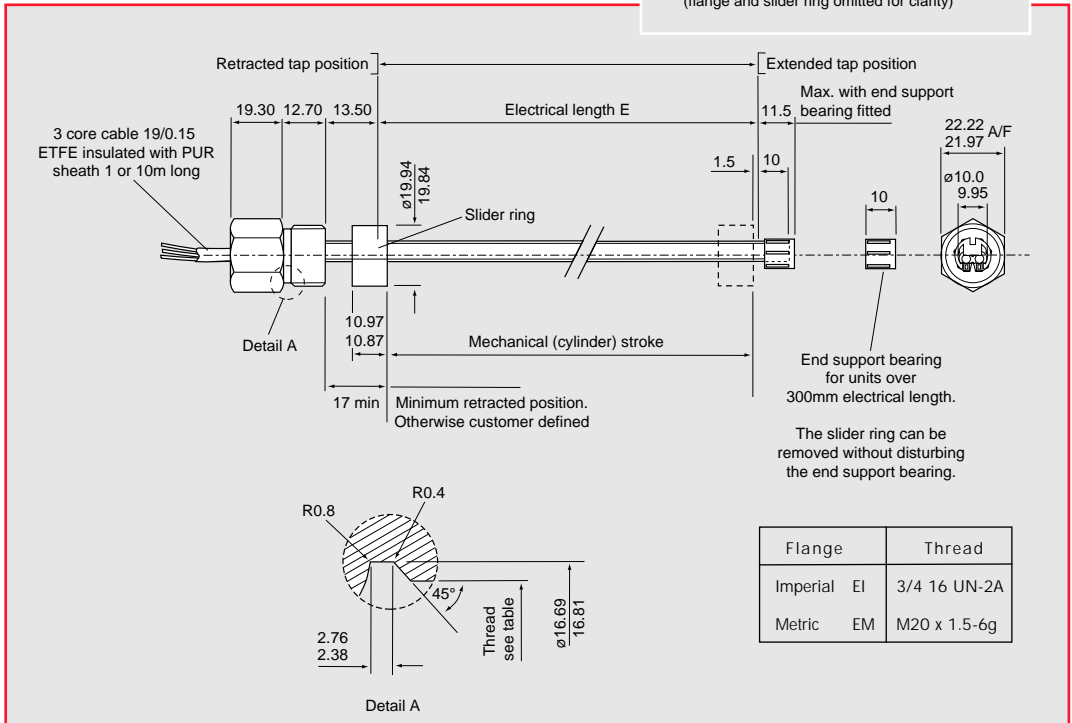 (flange and slider ring omitted for clarity)
Retracted tap position
Extended tap position
19.30
12.70
13.50
Electrical length E
11.5
Max. with end support
bearing fitted
3 core cable 19/0.15
ETFE insulated with PUR
sheath 1 or 10m long
22.22
21.97
A/F
ø19.94
19.84
1.5
10
ø10.0
9.95
10
Slider ring
Detail A
10.97
10.87
Mechanical (cylinder) stroke
17 min
Minimum retracted position.
Otherwise customer defined
End support bearing
for units over
300mm electrical length.
The slider ring can be
removed without disturbing
the end support bearing.
R0.8
R0.4
45°
Thread
see table
ø16.69
16.81
2.76
2.38
Detail A
Flange Thread
Imperial EI 3/4 16 UN-2A
Metric EM M20 x 1.5-6g